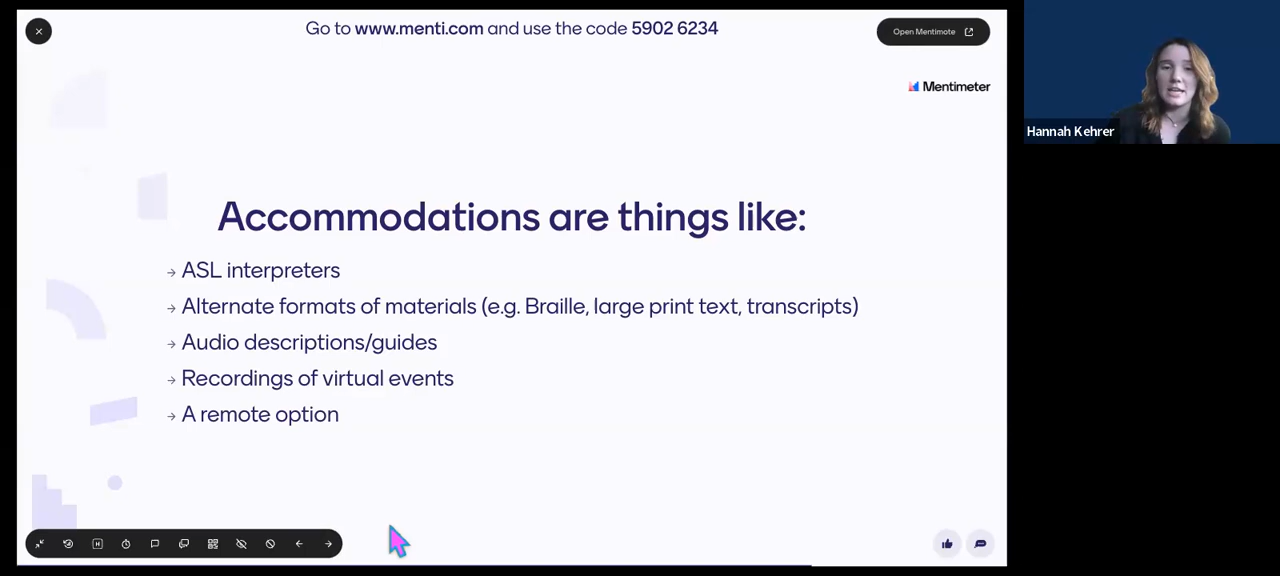 Go to www.menti.com and use the code 5902 6234
Open Mentimote
Mentimeter
Hannah Kehrer
Accommodations are things like:
→ ASL interpreters
→ Alternate formats of materials (e.g. Braille, large print text, transcripts)
→ Audio descriptions/guides
→ Recordings of virtual events
→ A remote option